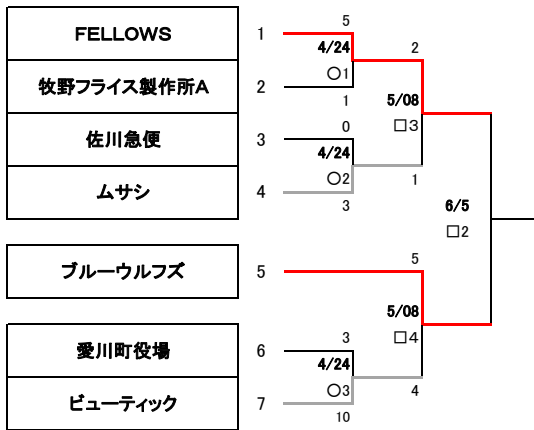 FELLOWS 1 5
4/24 2
○1
牧野フライス製作所A 2 1 5/08
佐川急便 3 0 □3
4/24
○2 1
ムサシ 4 3 6/5
□2
ブルーウルフズ 5 5
5/08
愛川町役場 6 3 □4
4/24
○3 4
ビューティック 7 10